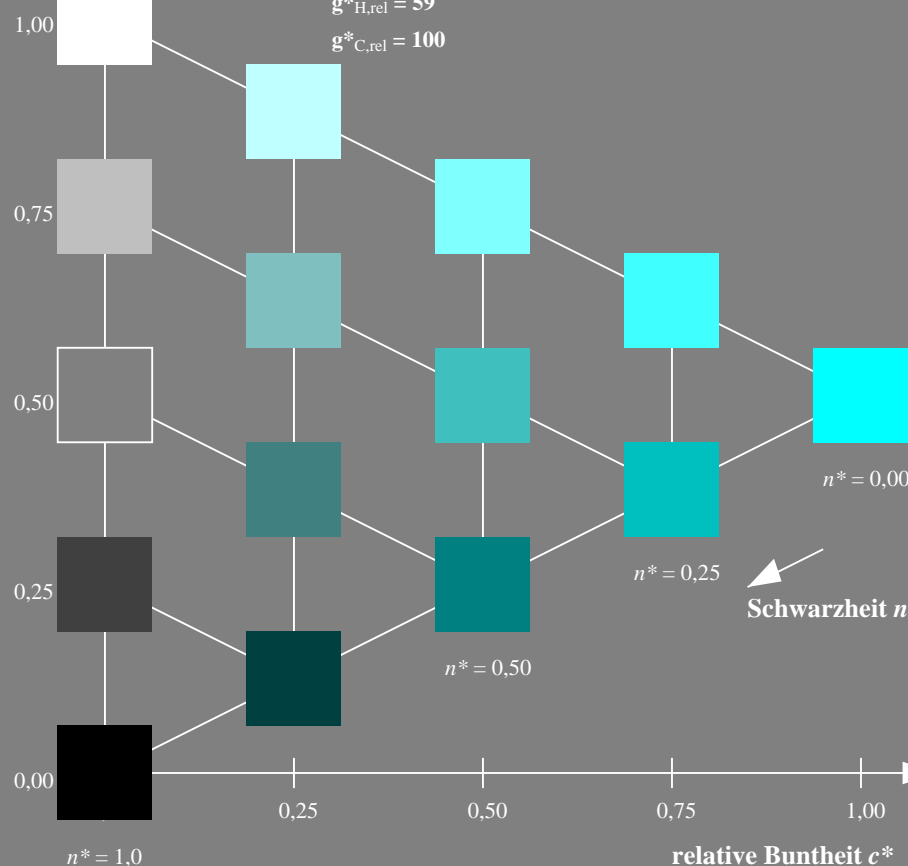 g*H,rel = 59
1,00
g*C,rel = 100
0,75
0,50
n* = 0,00
n* = 0,25
0,25
Schwarzheit n
n* = 0,50
0,00
0,25
0,50
0,75
1,00
n* = 1,0
relative Buntheit c*